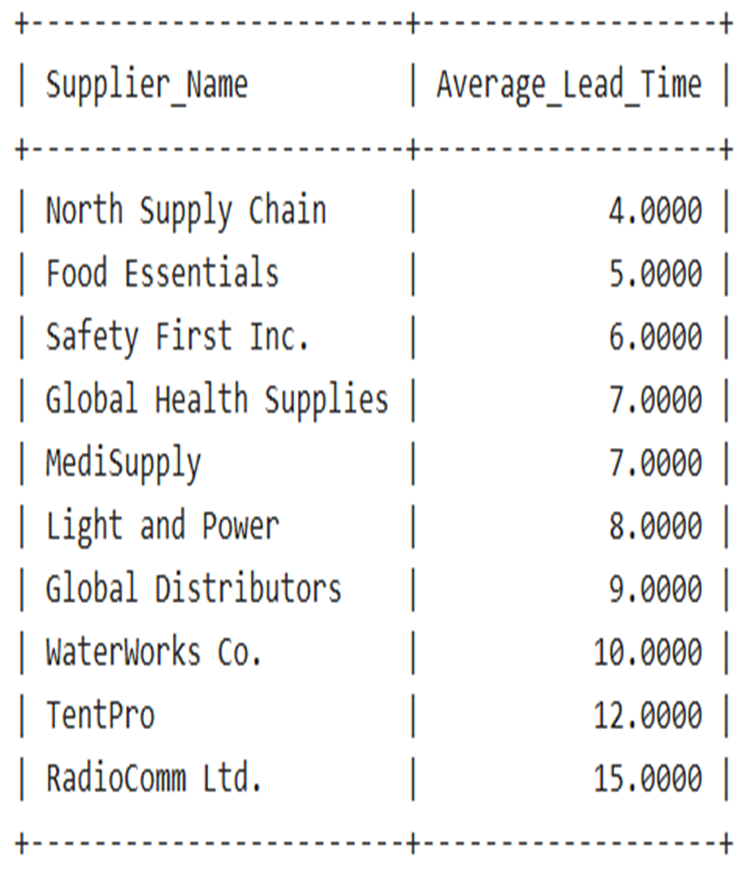 +------------------------+-------------------+
| Supplier_Name          | Average_Lead_Time |
+------------------------+-------------------+
| North Supply Chain     |            4.0000 |
| Food Essentials        |            5.0000 |
| Safety First Inc.      |            6.0000 |
| Global Health Supplies |            7.0000 |
| MediSupply             |            7.0000 |
| Light and Power        |            8.0000 |
| Global Distributors    |            9.0000 |
| WaterWorks Co.         |           10.0000 |
| TentPro                |           12.0000 |
| RadioComm Ltd.         |           15.0000 |
+------------------------+-------------------+